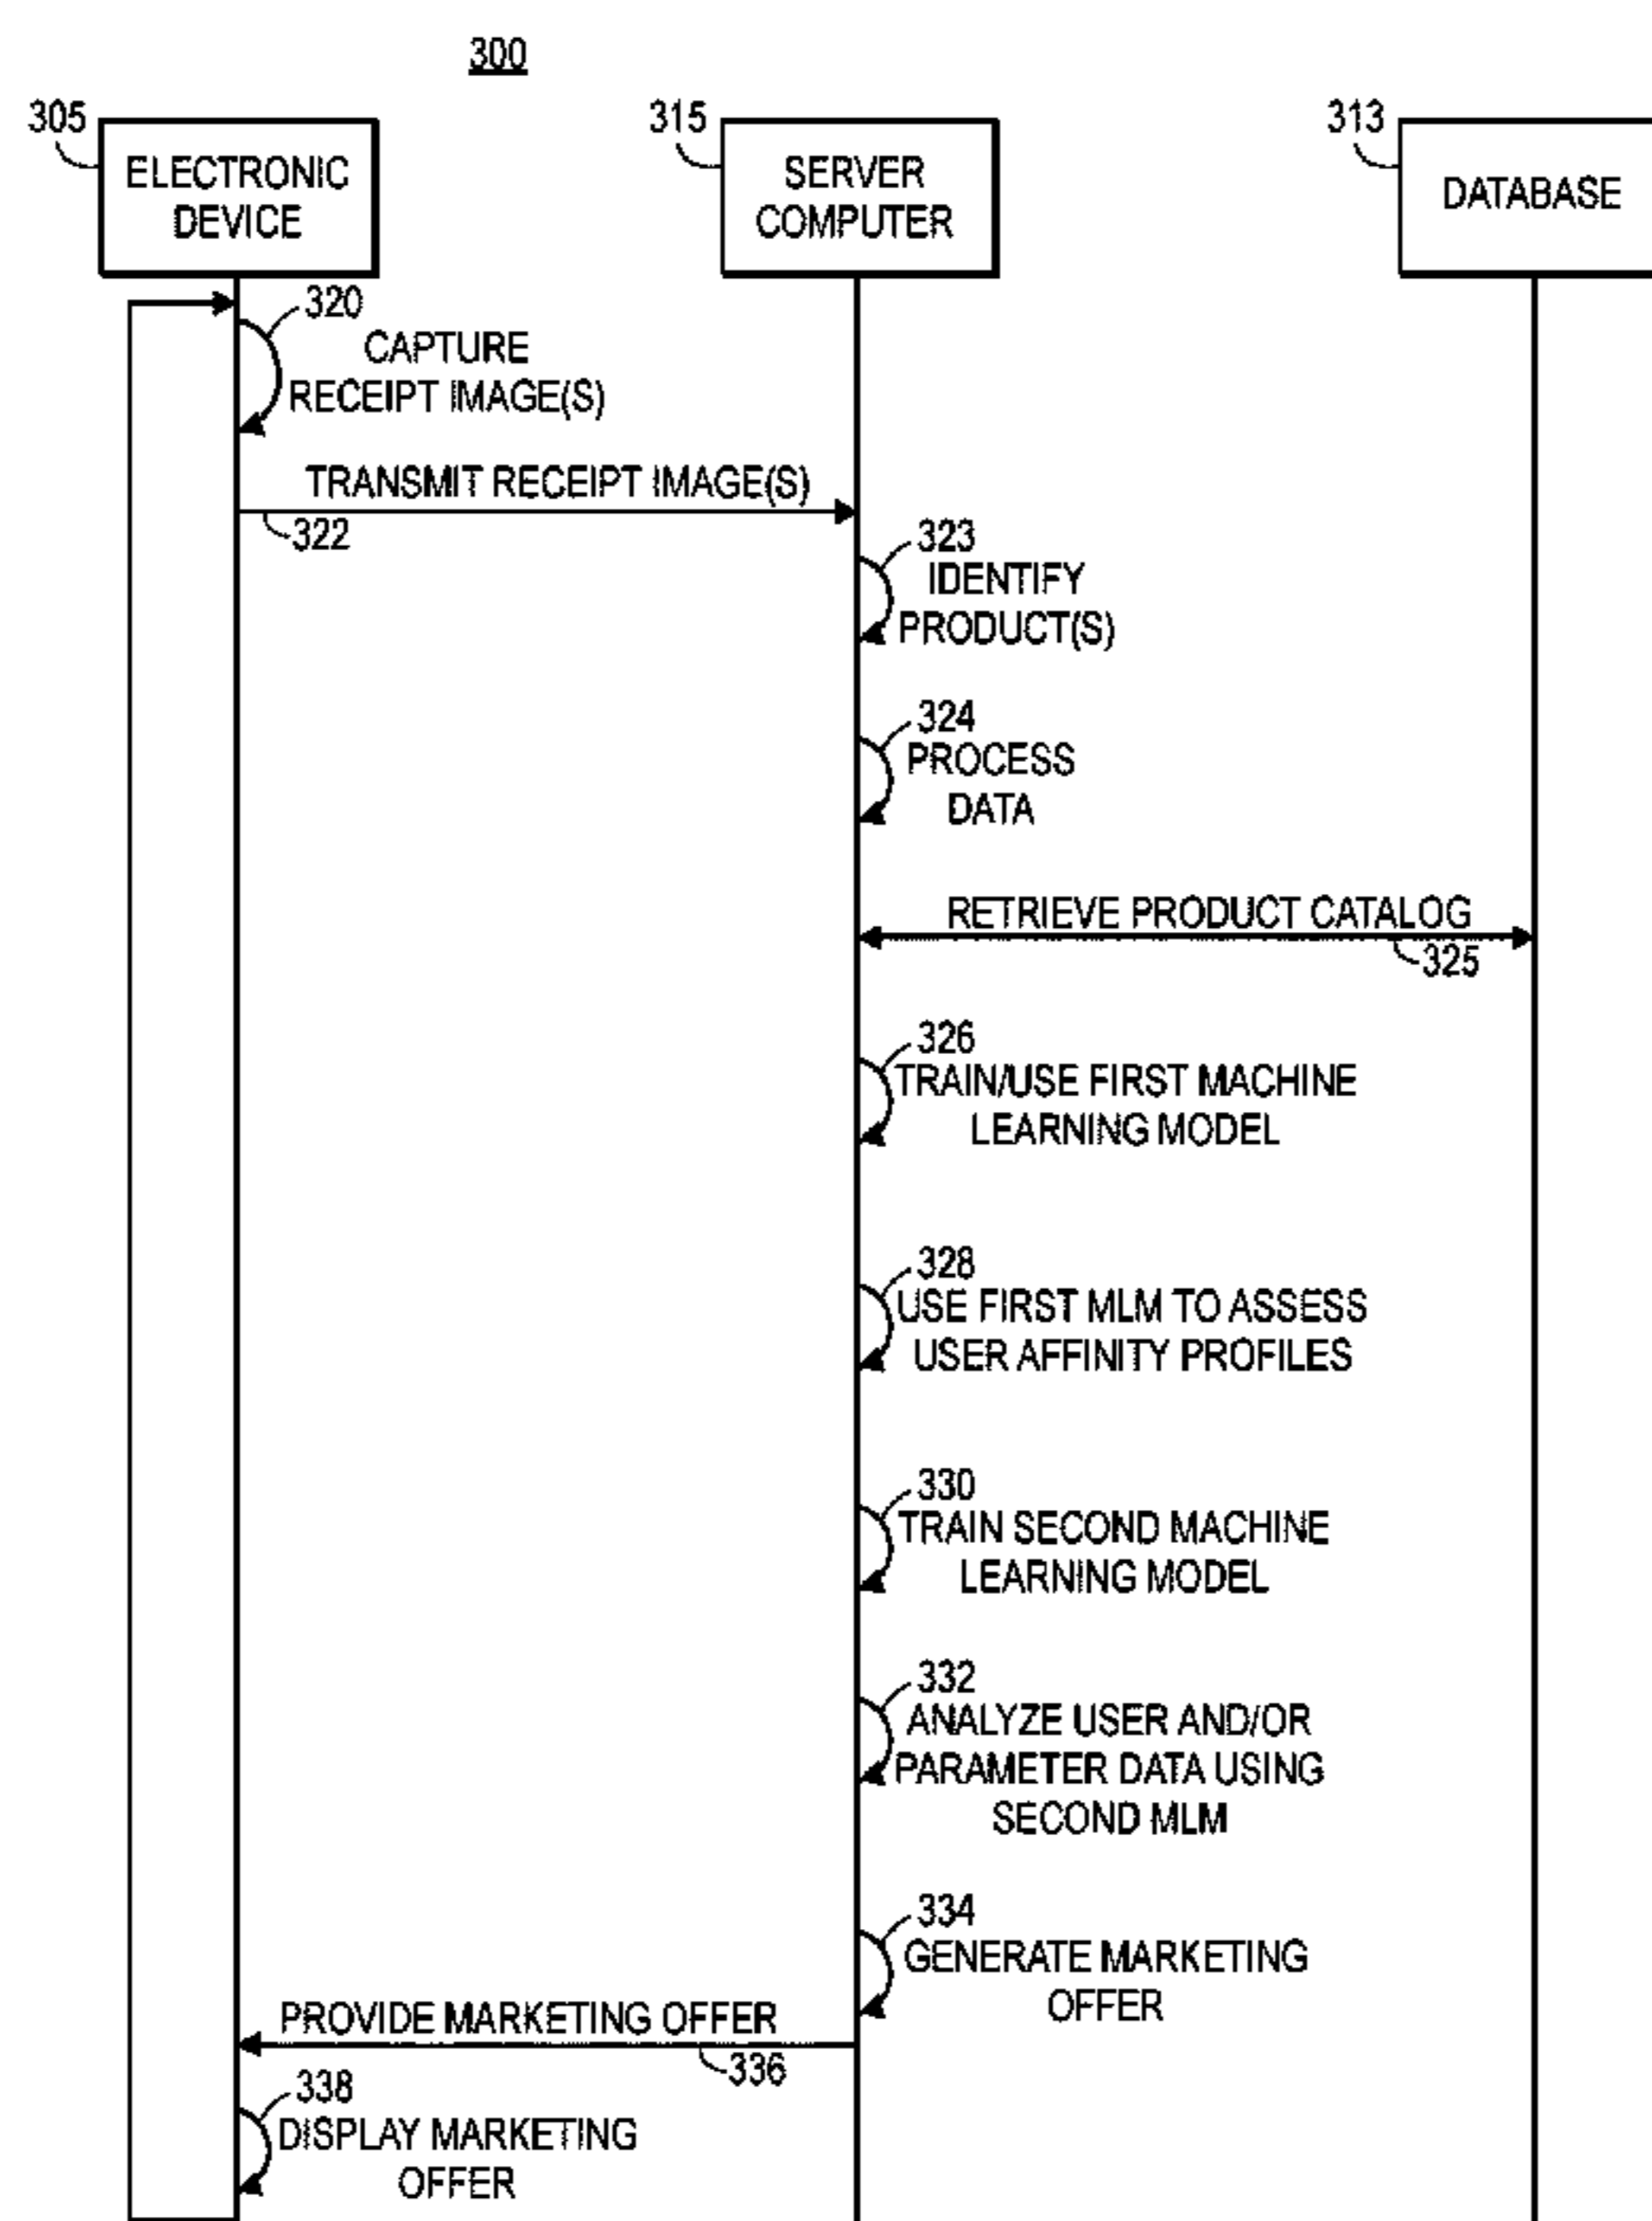 300
305
ELECTRONIC
DEVICE
315
SERVER
COMPUTER
313
DATABASE
320
CAPTURE
RECEIPT IMAGE(S)
TRANSMIT RECEIPT IMAGE(S)
322
323
IDENTIFY
PRODUCT(S)
324
PROCESS
DATA
RETRIEVE PRODUCT CATALOG
325
326
TRAIN/USE FIRST MACHINE
LEARNING MODEL
328
USE FIRST MLM TO ASSESS
USER AFFINITY PROFILES
330
TRAIN SECOND MACHINE
LEARNING MODEL
332
ANALYZE USER AND/OR
PARAMETER DATA USING
SECOND MLM
334
GENERATE MARKETING
OFFER
PROVIDE MARKETING OFFER
336
338
DISPLAY MARKETING
OFFER